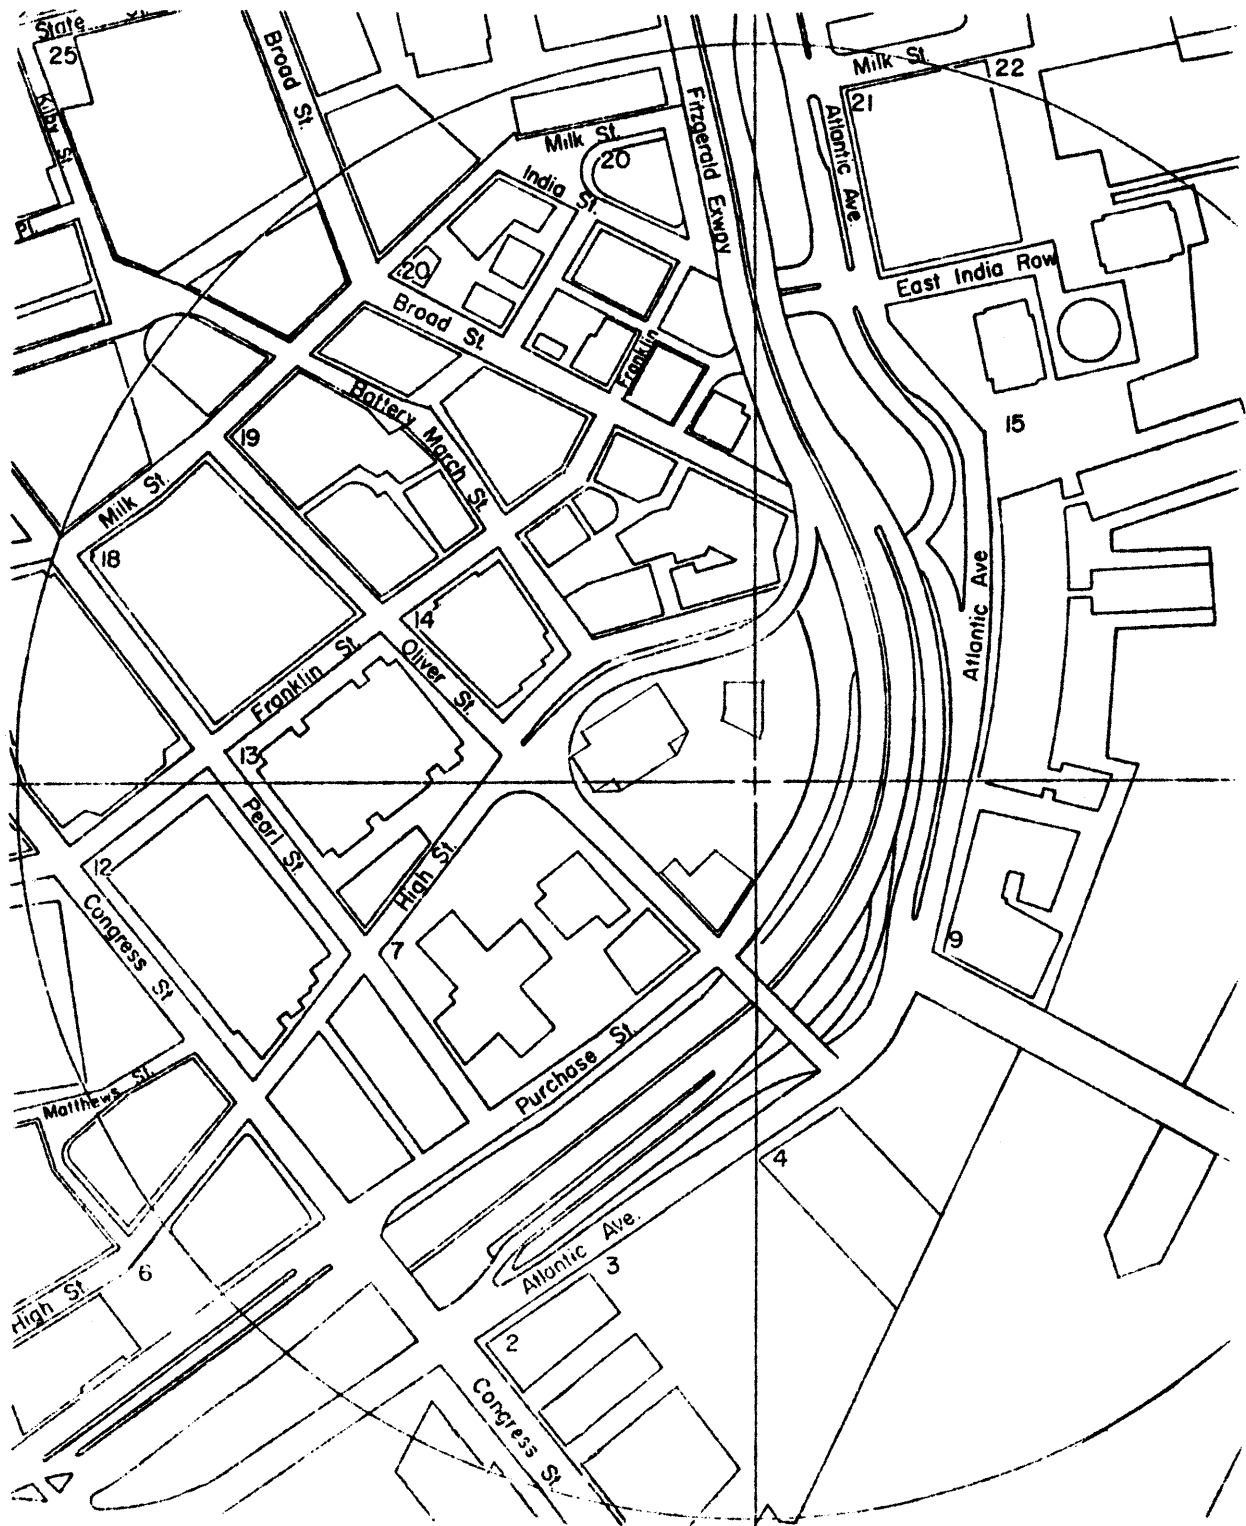 State St.
25
Broad St.
Kilby St
Pl
Milk St.
22
21
Atlantic Ave.
Fitzgerald Exwy
Milk St.
20
India St.
20
East India Row
Broad St.
Franklin
Battery March St.
15
19
Milk St.
18
14
Oliver St.
Franklin St.
Atlantic Ave
13
Pearl St.
12
High St.
Congress St
7
9
Purchase St.
Matthews St.
4
6
Atlantic Ave.
3
High St
2
Congress St.